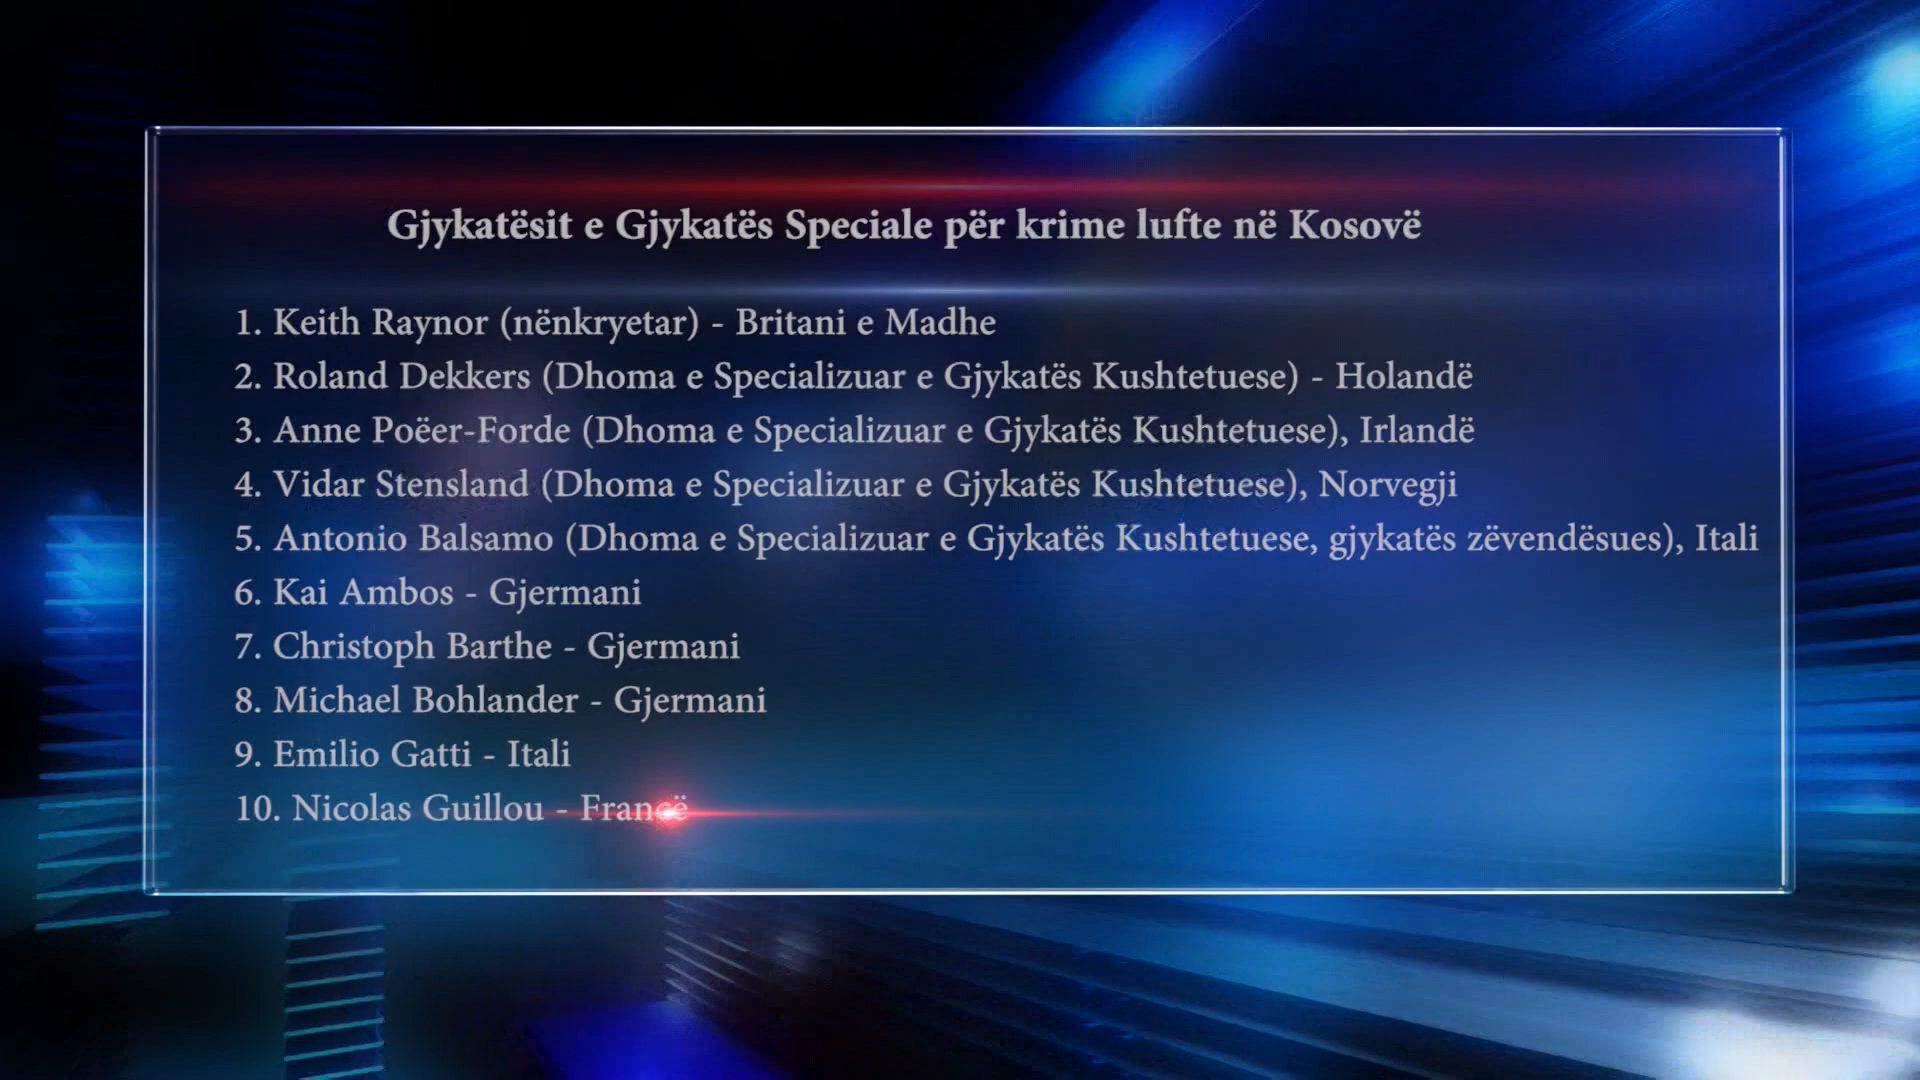 Gjykatësit e Gjykatës Speciale për krime lufte në Kosovë
1. Keith Raynor (nënkryetar) - Britani e Madhe
2. Roland Dekkers (Dhoma e Specializuar e Gjykatës Kushtetuese) - Holandë
3. Anne Poëer-Forde (Dhoma e Specializuar e Gjykatës Kushtetuese), Irlandë
4. Vidar Stensland (Dhoma e Specializuar e Gjykatës Kushtetuese), Norvegji
5. Antonio Balsamo (Dhoma e Specializuar e Gjykatës Kushtetuese, gjykatës zëvendësues), Itali
6. Kai Ambos - Gjermani
7. Christoph Barthe - Gjermani
8. Michael Bohlander - Gjermani
9. Emilio Gatti - Itali
10. Nicolas Guillou - Francë